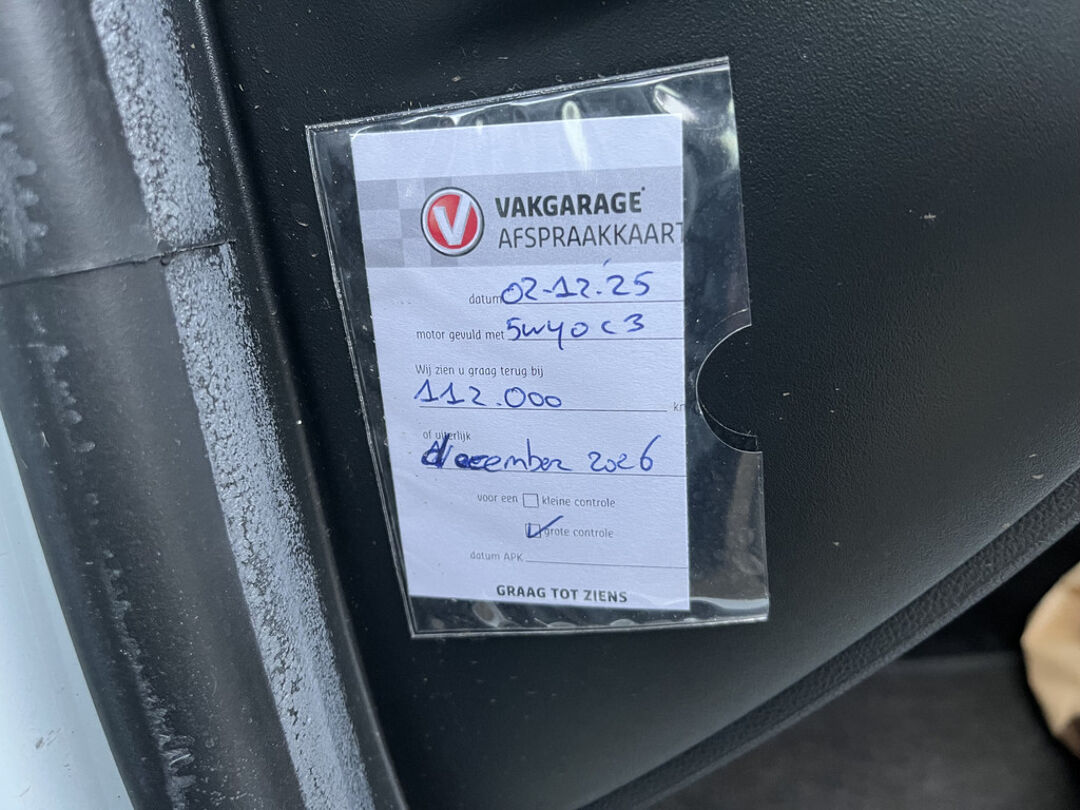 V VAKGARAGE
AFSPRAAKKAART
datum 02-12-'25
motor gevuld met 5w40 c3
Wij zien u graag terug bij
112.000 km
of uiterlijk
december 2026
voor een kleine controle
grote controle
datum APK
GRAAG TOT ZIENS